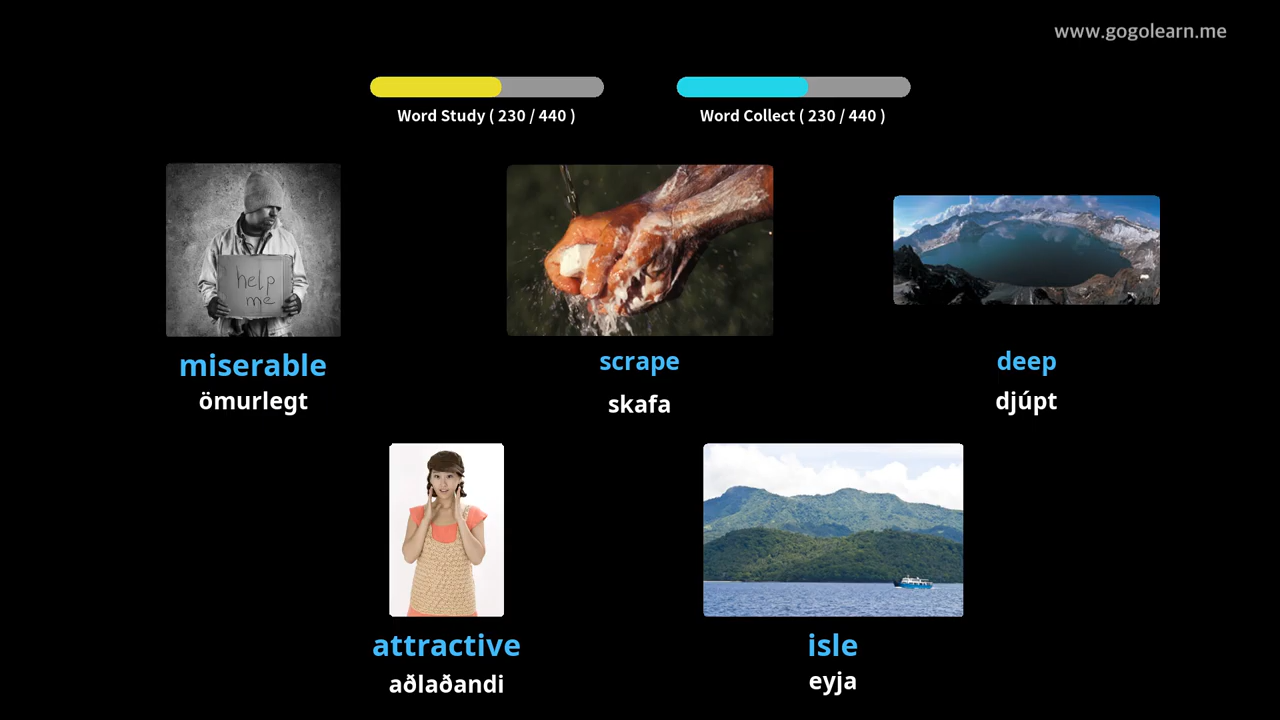 www.gogolearn.me
Word Study ( 230 / 440 )
Word Collect ( 230 / 440 )
help
me
miserable
ömurlegt
scrape
skafa
deep
djúpt
attractive
aðlaðandi
isle
eyja